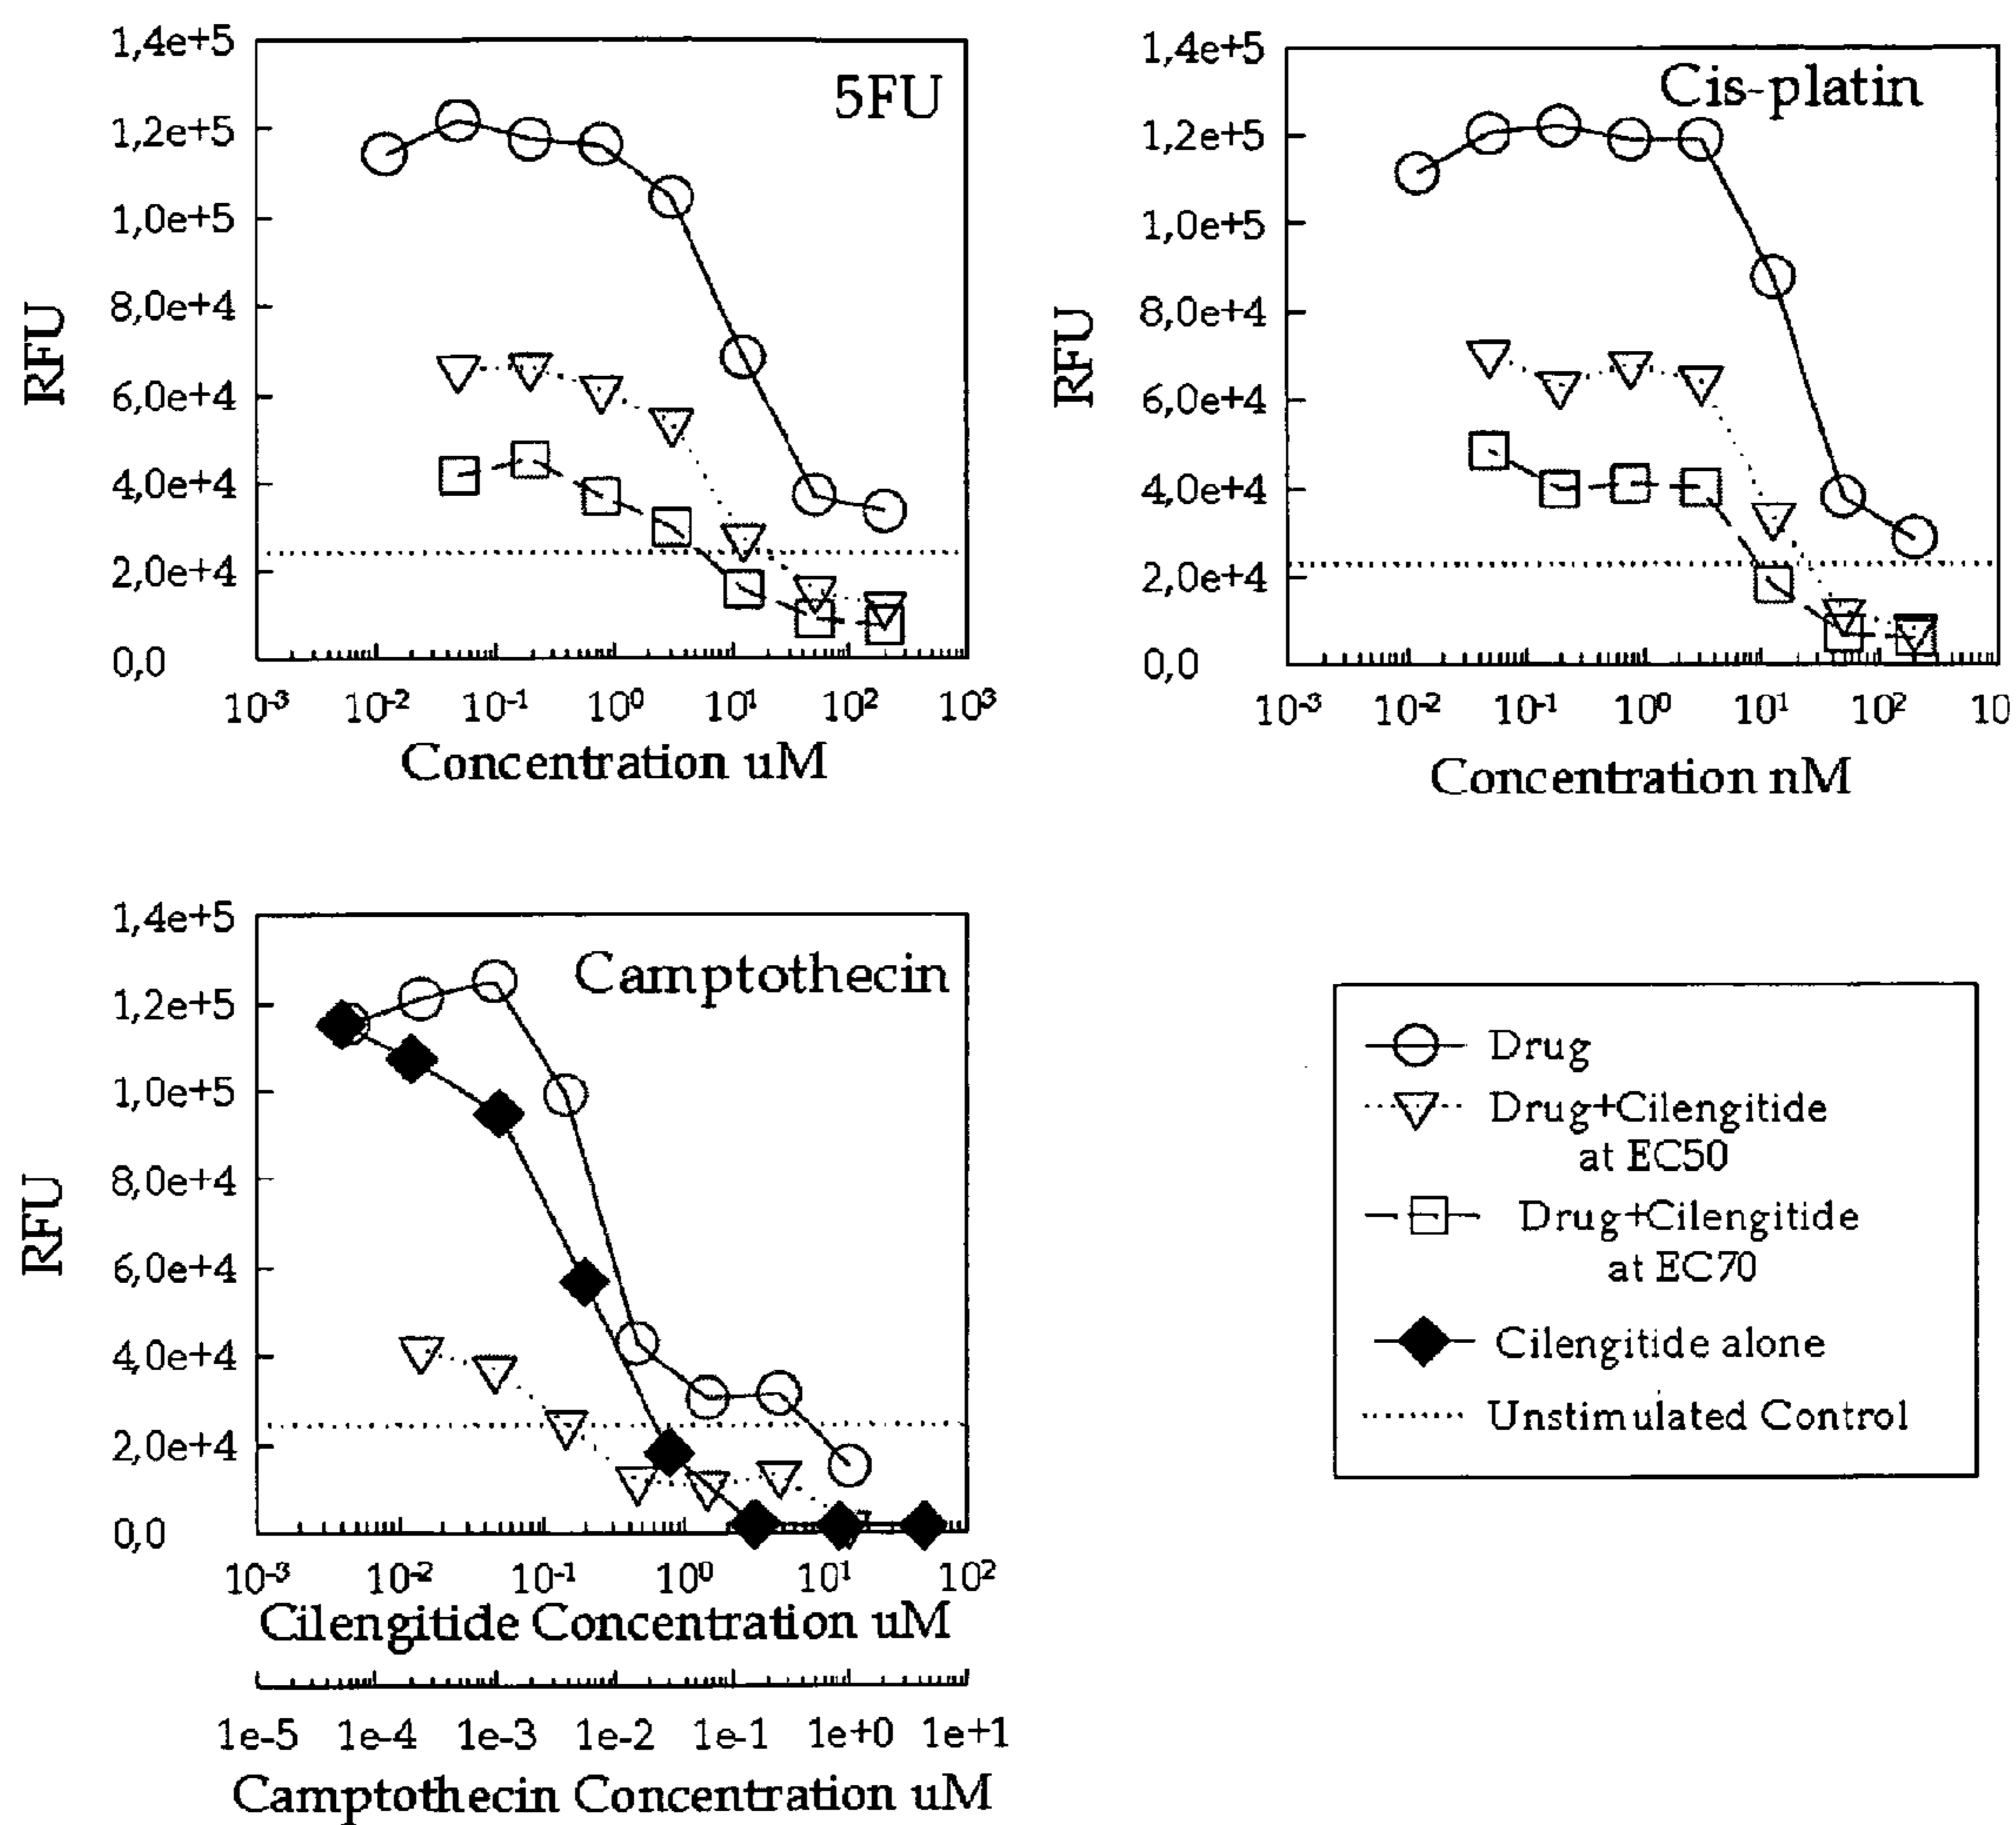 5FU
1,4e+5
1,2e+5
1,0e+5
8,0e+4
6,0e+4
4,0e+4
2,0e+4
0,0
RFU
10⁻³ 10⁻² 10⁻¹ 10⁰ 10¹ 10² 10³
Concentration uM
Cis-platin
1,4e+5
1,2e+5
1,0e+5
8,0e+4
6,0e+4
4,0e+4
2,0e+4
0,0
RFU
10⁻³ 10⁻² 10⁻¹ 10⁰ 10¹ 10² 10
Concentration nM
Camptothecin
1,4e+5
1,2e+5
1,0e+5
8,0e+4
6,0e+4
4,0e+4
2,0e+4
0,0
RFU
10⁻³ 10⁻² 10⁻¹ 10⁰ 10¹ 10²
Cilengitide Concentration uM
1e-5 1e-4 1e-3 1e-2 1e-1 1e+0 1e+1
Camptothecin Concentration uM
Drug
Drug+Cilengitide
at EC50
Drug+Cilengitide
at EC70
Cilengitide alone
Unstimulated Control